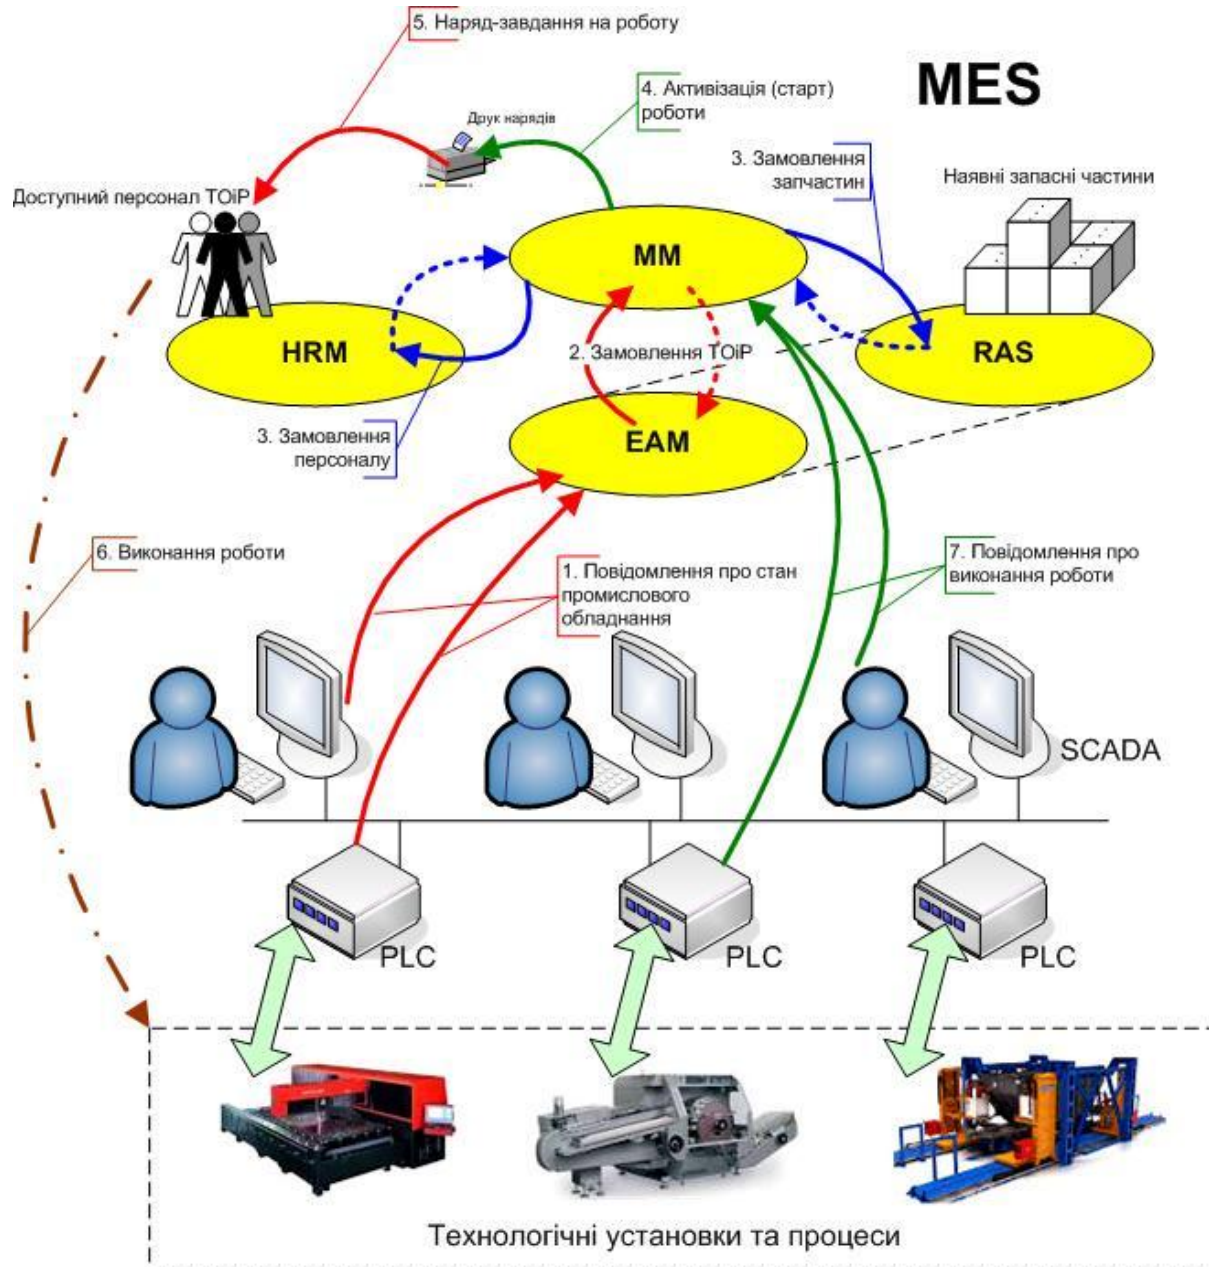 5. Наряд-завдання на роботу
MES
4. Активізація (старт)
роботи
Друк нарядів
3. Замовлення
запчастин
Наявні запасні частини
Доступний персонал ТОіР
MM
HRM
2. Замовлення ТОіР
RAS
EAM
3. Замовлення
персоналу
6. Виконання роботи
1. Повідомлення про стан
промислового
обладнання
7. Повідомлення про
виконання роботи
SCADA
PLC
PLC
PLC
Технологічні установки та процеси